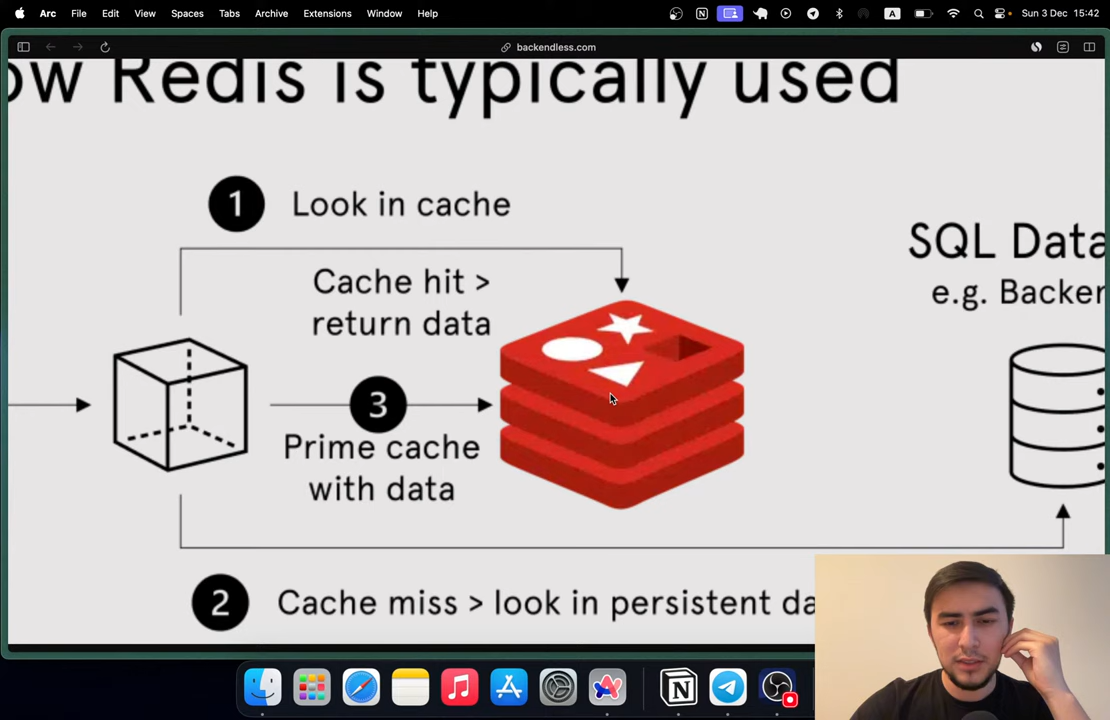 Arc File Edit View Spaces Tabs Archive Extensions Window Help A Sun 3 Dec 15:42
backendless.com
ow Redis is typically used
1 Look in cache
SQL Data
e.g. Backen
Cache hit >
return data
3
Prime cache
with data
2 Cache miss > look in persistent da